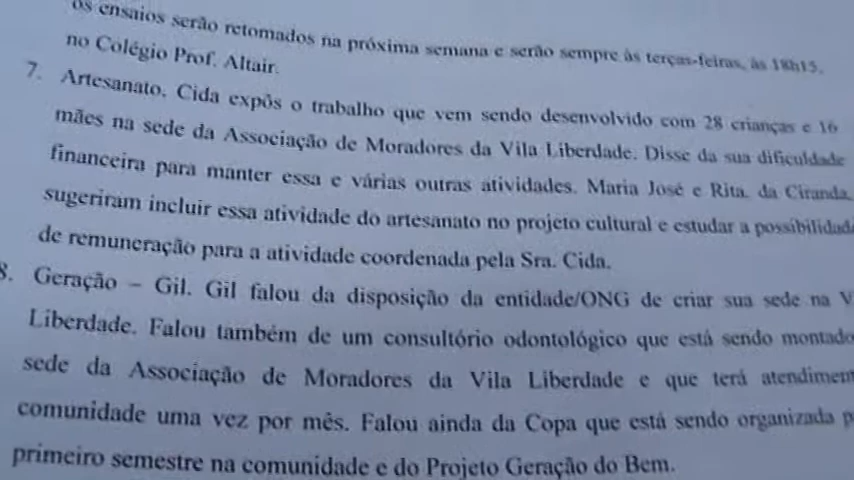 os ensaios serão retomados na próxima semana e serão sempre às terças-feiras, às 18h15,
no Colégio Prof. Altair.
7. Artesanato. Cida expôs o trabalho que vem sendo desenvolvido com 28 crianças e 16
mães na sede da Associação de Moradores da Vila Liberdade. Disse da sua dificuldade
financeira para manter essa e várias outras atividades. Maria José e Rita, da Ciranda,
sugeriram incluir essa atividade do artesanato no projeto cultural e estudar a possibilidad
de remuneração para a atividade coordenada pela Sra. Cida.
8. Geração – Gil. Gil falou da disposição da entidade/ONG de criar sua sede na V
Liberdade. Falou também de um consultório odontológico que está sendo montado
sede da Associação de Moradores da Vila Liberdade e que terá atendiment
comunidade uma vez por mês. Falou ainda da Copa que está sendo organizada p
primeiro semestre na comunidade e do Projeto Geração do Bem.